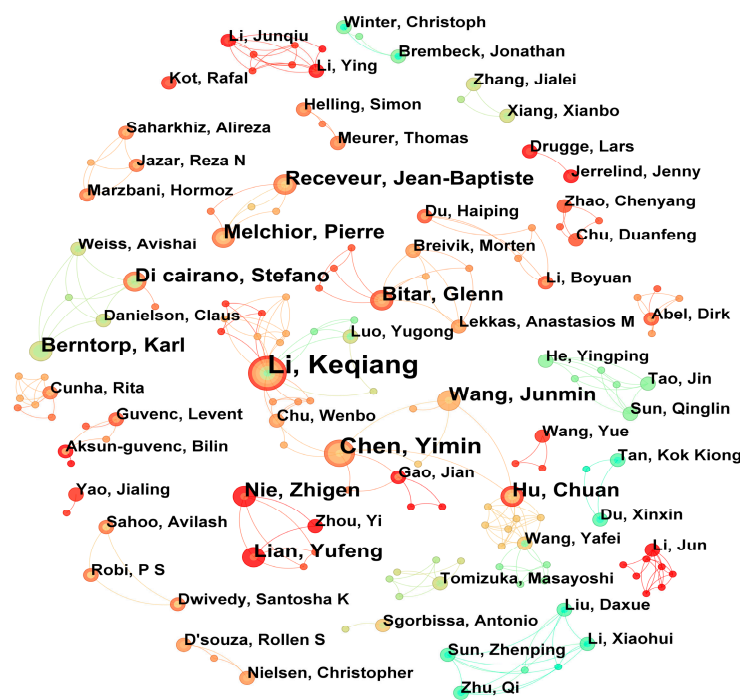 Winter, Christoph
Li, Junqiu
Brembeck, Jonathan
Li, Ying
Kot, Rafal
Zhang, Jialei
Helling, Simon
Xiang, Xianbo
Saharkhiz, Alireza
Meurer, Thomas
Drugge, Lars
Jazar, Reza N
Jerrelind, Jenny
Receveur, Jean-Baptiste
Marzbani, Hormoz
Zhao, Chenyang
Du, Haiping
Melchior, Pierre
Chu, Duanfeng
Weiss, Avishai
Breivik, Morten
Di cairano, Stefano
Li, Boyuan
Bitar, Glenn
Danielson, Claus
Abel, Dirk
Lekkas, Anastasios M
Luo, Yugong
Berntorp, Karl
He, Yingping
Li, Keqiang
Tao, Jin
Cunha, Rita
Wang, Junmin
Sun, Qinglin
Guvenc, Levent
Chu, Wenbo
Wang, Yue
Aksun-guvenc, Bilin
Chen, Yimin
Tan, Kok Kiong
Gao, Jian
Yao, Jialing
Nie, Zhigen
Hu, Chuan
Du, Xinxin
Sahoo, Avilash
Zhou, Yi
Wang, Yafei
Li, Jun
Lian, Yufeng
Robi, P S
Tomizuka, Masayoshi
Dwivedy, Santosha K
Liu, Daxue
Sgorbissa, Antonio
D'souza, Rollen S
Li, Xiaohui
Sun, Zhenping
Nielsen, Christopher
Zhu, Qi